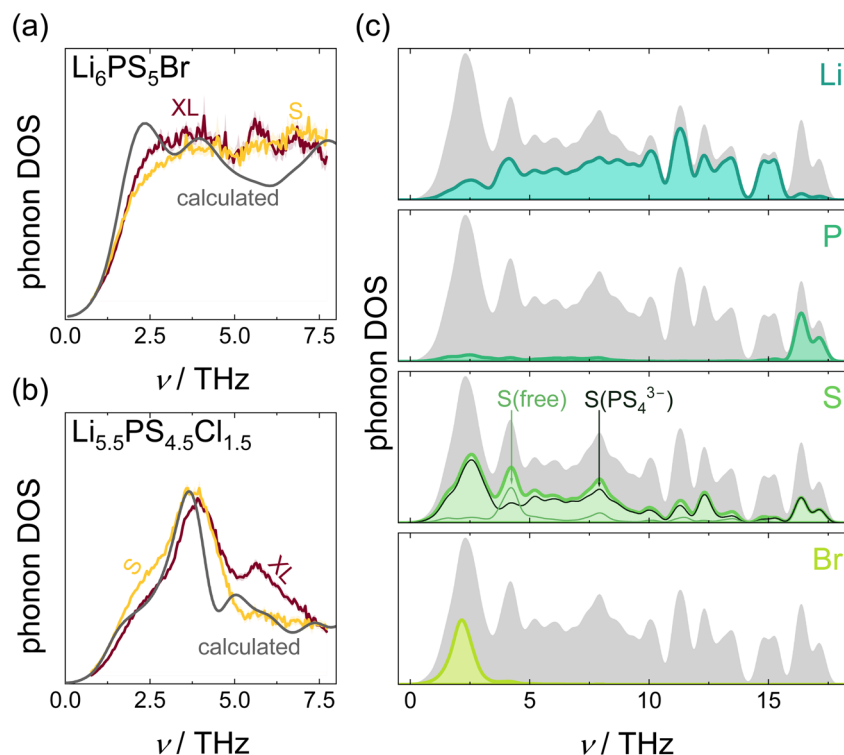 (a)
Li₆PS₅Br
XL
S
calculated
phonon DOS
0.0 2.5 5.0 7.5
ν / THz
(b)
Li₅.₅PS₄.₅Cl₁.₅
S
XL
calculated
phonon DOS
0.0 2.5 5.0 7.5
ν / THz
(c)
Li
P
S(free) S(PS₄³⁻) S
Br
phonon DOS
0 5 10 15
ν / THz